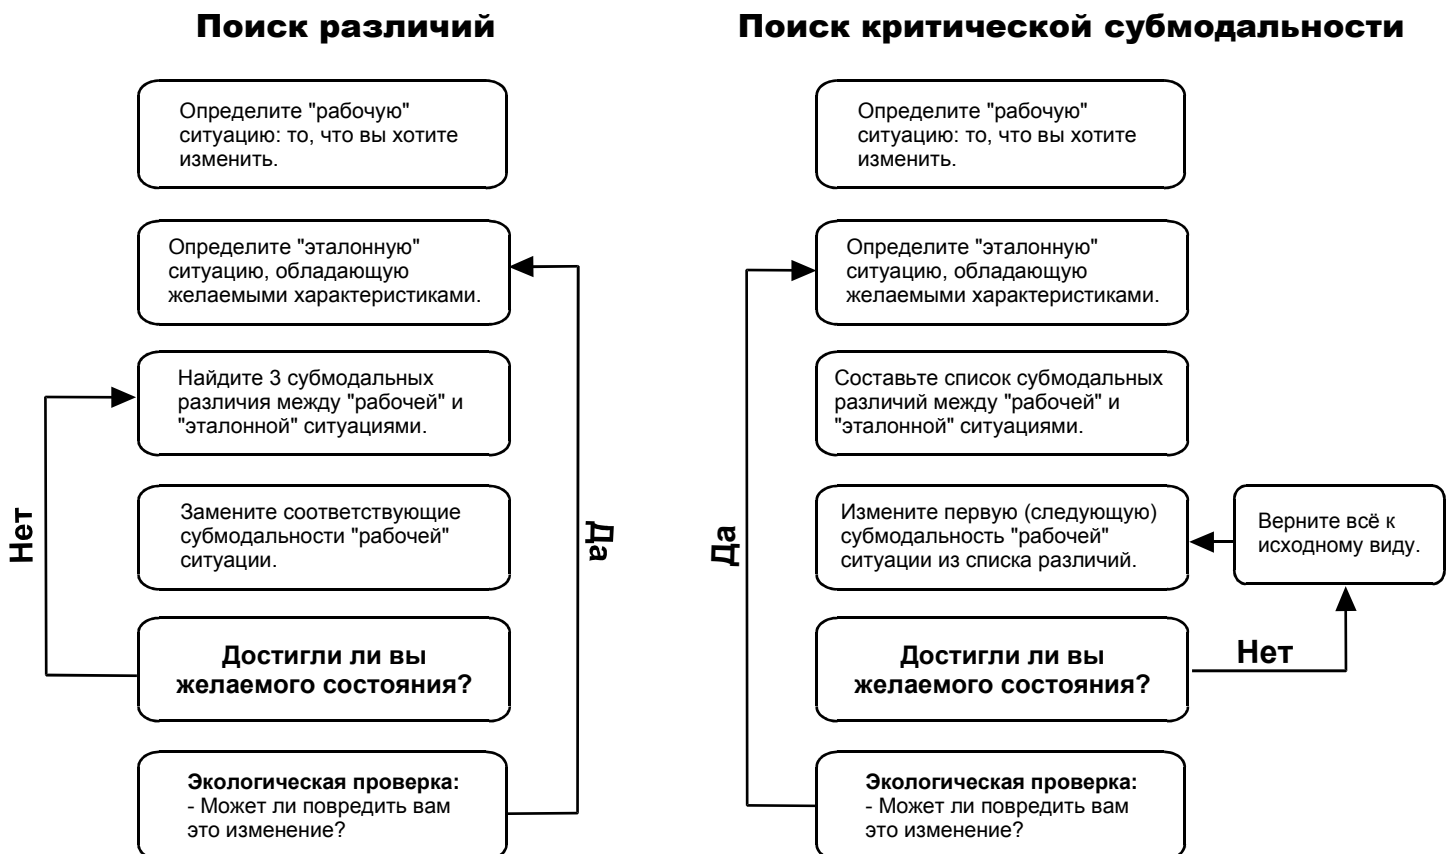 Поиск различий
Определите "рабочую"
ситуацию: то, что вы хотите
изменить.
Определите "эталонную"
ситуацию, обладающую
желаемыми характеристиками.
Найдите 3 субмодальных
различия между "рабочей" и
"эталонной" ситуациями.
Замените соответствующие
субмодальности "рабочей"
ситуации.
Достигли ли вы
желаемого состояния?
Экологическая проверка:
- Может ли повредить вам
это изменение?
Нет
Да
Поиск критической субмодальности
Определите "рабочую"
ситуацию: то, что вы хотите
изменить.
Определите "эталонную"
ситуацию, обладающую
желаемыми характеристиками.
Составьте список субмодальных
различий между "рабочей" и
"эталонной" ситуациями.
Измените первую (следующую)
субмодальность "рабочей"
ситуации из списка различий.
Верните всё к
исходному виду.
Достигли ли вы
желаемого состояния?
Нет
Экологическая проверка:
- Может ли повредить вам
это изменение?
Да